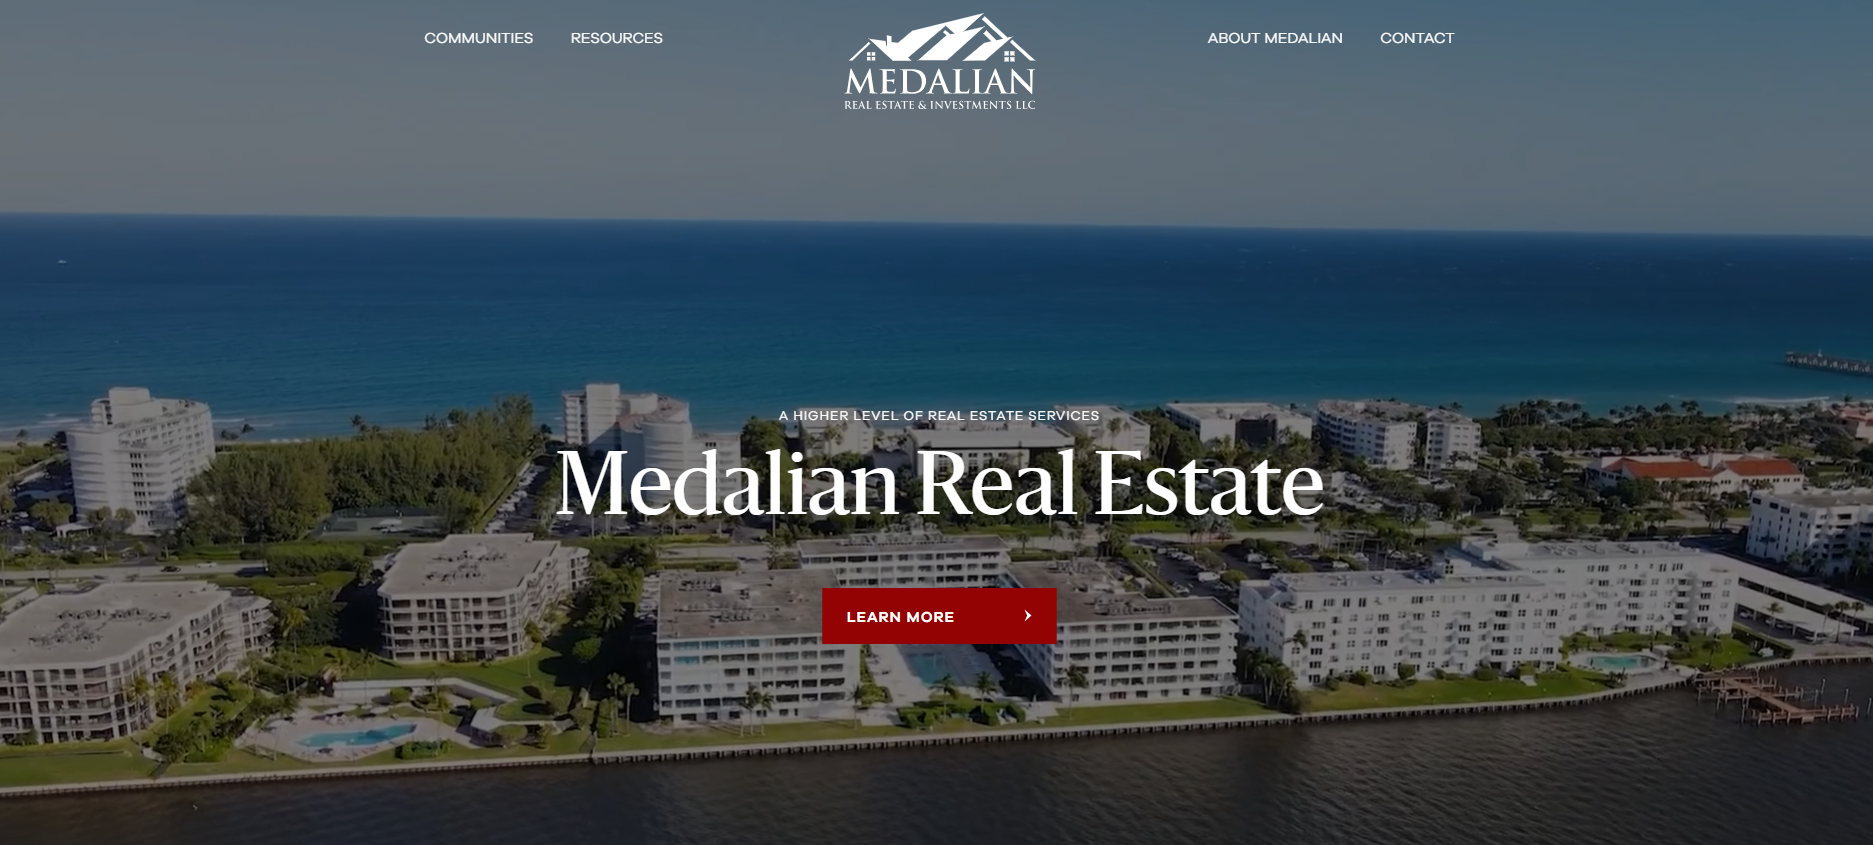 COMMUNITIES RESOURCES ABOUT MEDALIAN CONTACT
MEDALIAN
REAL ESTATE & INVESTMENTS LLC
A HIGHER LEVEL OF REAL ESTATE SERVICES
Medalian Real Estate
LEARN MORE